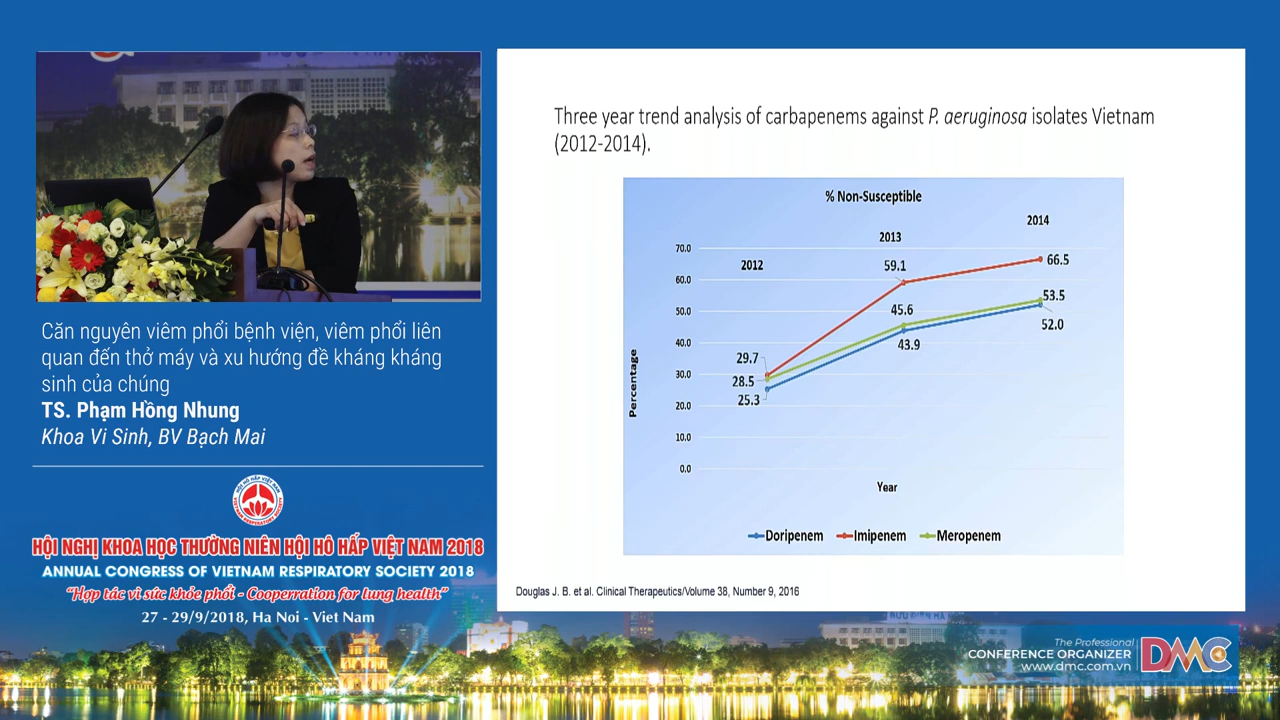 Căn nguyên viêm phổi bệnh viện, viêm phổi liên
quan đến thở máy và xu hướng đề kháng kháng
sinh của chúng
TS. Phạm Hồng Nhung
Khoa Vi Sinh, BV Bạch Mai
HỘI NGHỊ KHOA HỌC THƯỜNG NIÊN HỘI HÔ HẤP VIỆT NAM 2018
ANNUAL CONGRESS OF VIETNAM RESPIRATORY SOCIETY 2018
“Hợp tác vì sức khỏe phổi - Cooperration for lung health”
27 - 29/9/2018, Ha Noi - Viet Nam
Three year trend analysis of carbapenems against P. aeruginosa isolates Vietnam
(2012-2014).
% Non-Susceptible
2012
2013
2014
70.0
60.0
50.0
40.0
30.0
20.0
10.0
0.0
Percentage
29.7
28.5
25.3
59.1
45.6
43.9
66.5
53.5
52.0
Year
Doripenem
Imipenem
Meropenem
Douglas J. B. et al. Clinical Therapeutics/Volume 38, Number 9, 2016
The Professional
CONFERENCE ORGANIZER
www.dmc.com.vn
DMC